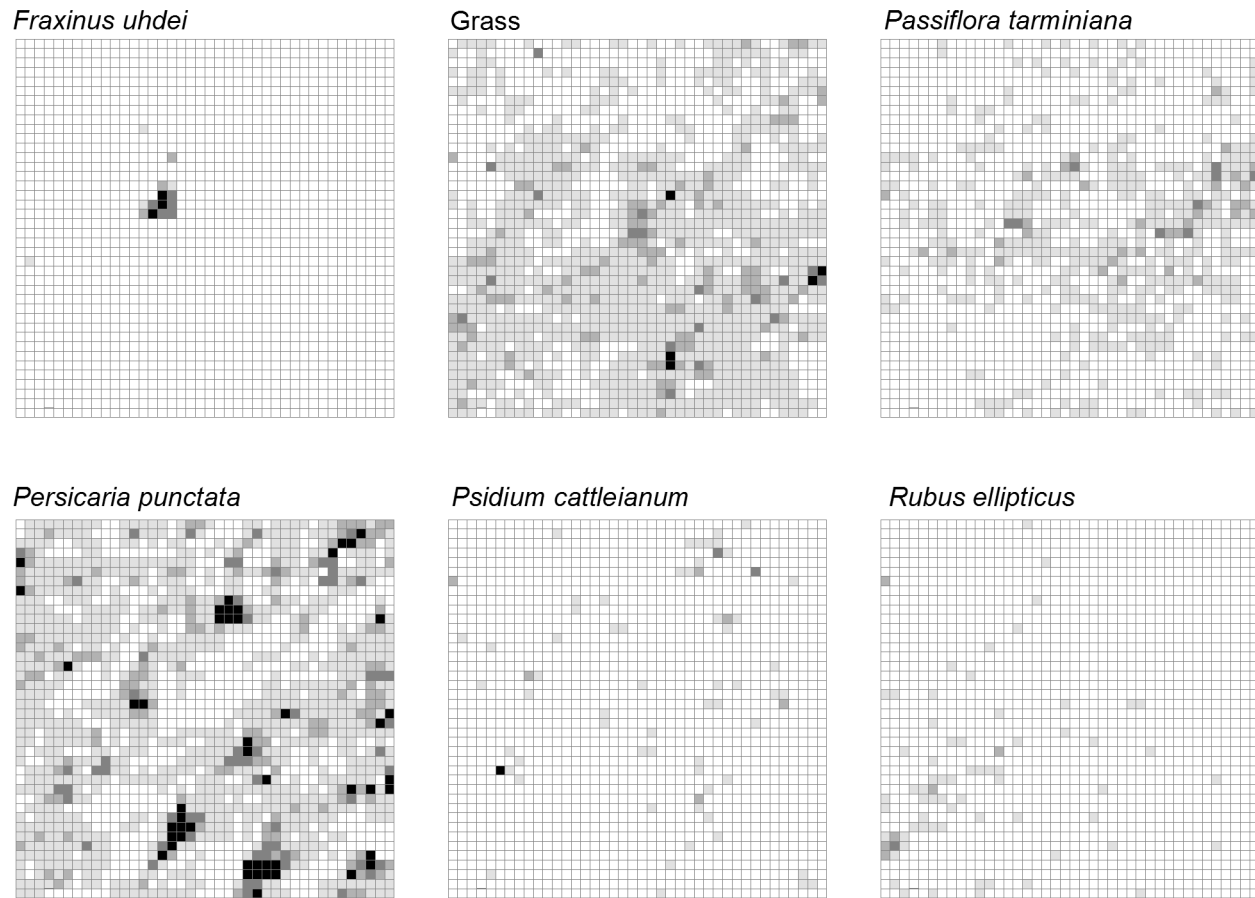 Fraxinus uhdei
Grass
Passiflora tarminiana
Persicaria punctata
Psidium cattleianum
Rubus ellipticus